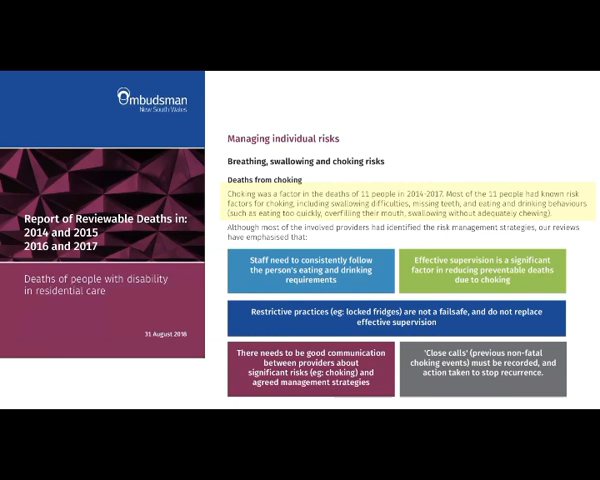 Ombudsman
New South Wales
Report of Reviewable Deaths in:
2014 and 2015
2016 and 2017
Deaths of people with disability
in residential care
31 August 2018
Managing individual risks
Breathing, swallowing and choking risks
Deaths from choking
Choking was a factor in the deaths of 11 people in 2014-2017. Most of the 11 people had known risk
factors for choking, including swallowing difficulties, missing teeth, and eating and drinking behaviours
(such as eating too quickly, overfilling their mouth, swallowing without adequately chewing).
Although most of the involved providers had identified the risk management strategies, our reviews
have emphasised that:
Staff need to consistently follow
the person's eating and drinking
requirements
Effective supervision is a significant
factor in reducing preventable deaths
due to choking
Restrictive practices (eg: locked fridges) are not a failsafe, and do not replace
effective supervision
There needs to be good communication
between providers about
significant risks (eg: choking) and
agreed management strategies
'Close calls' (previous non-fatal
choking events) must be recorded, and
action taken to stop recurrence.